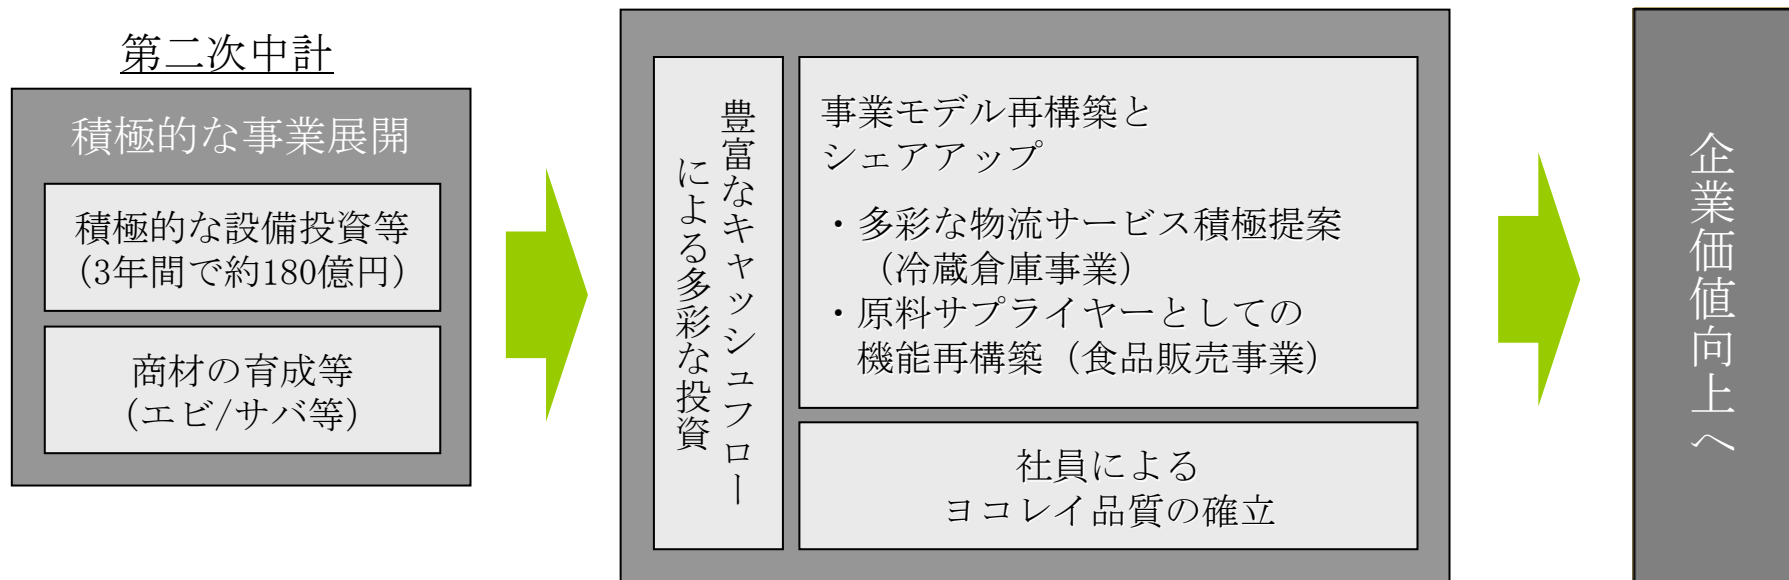 第二次中計
積極的な事業展開
積極的な設備投資等
（3年間で約180億円）
商材の育成等
（エビ/サバ等）
豊富なキャッシュフロー
による多彩な投資
事業モデル再構築と
シェアアップ
・多彩な物流サービス積極提案
（冷蔵倉庫事業）
・原料サプライヤーとしての
機能再構築（食品販売事業）
社員による
ヨコレイ品質の確立
企業価値向上へ